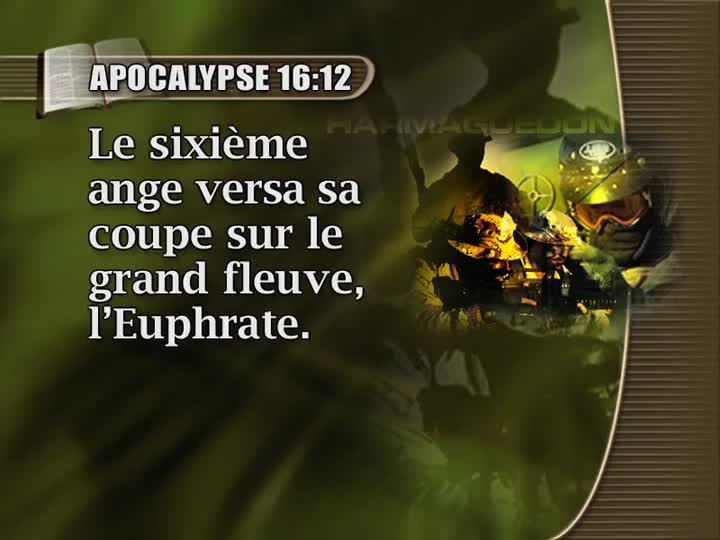 APOCALYPSE 16:12
HARMAGUEDON
Le sixième
ange versa sa
coupe sur le
grand fleuve,
l’Euphrate.